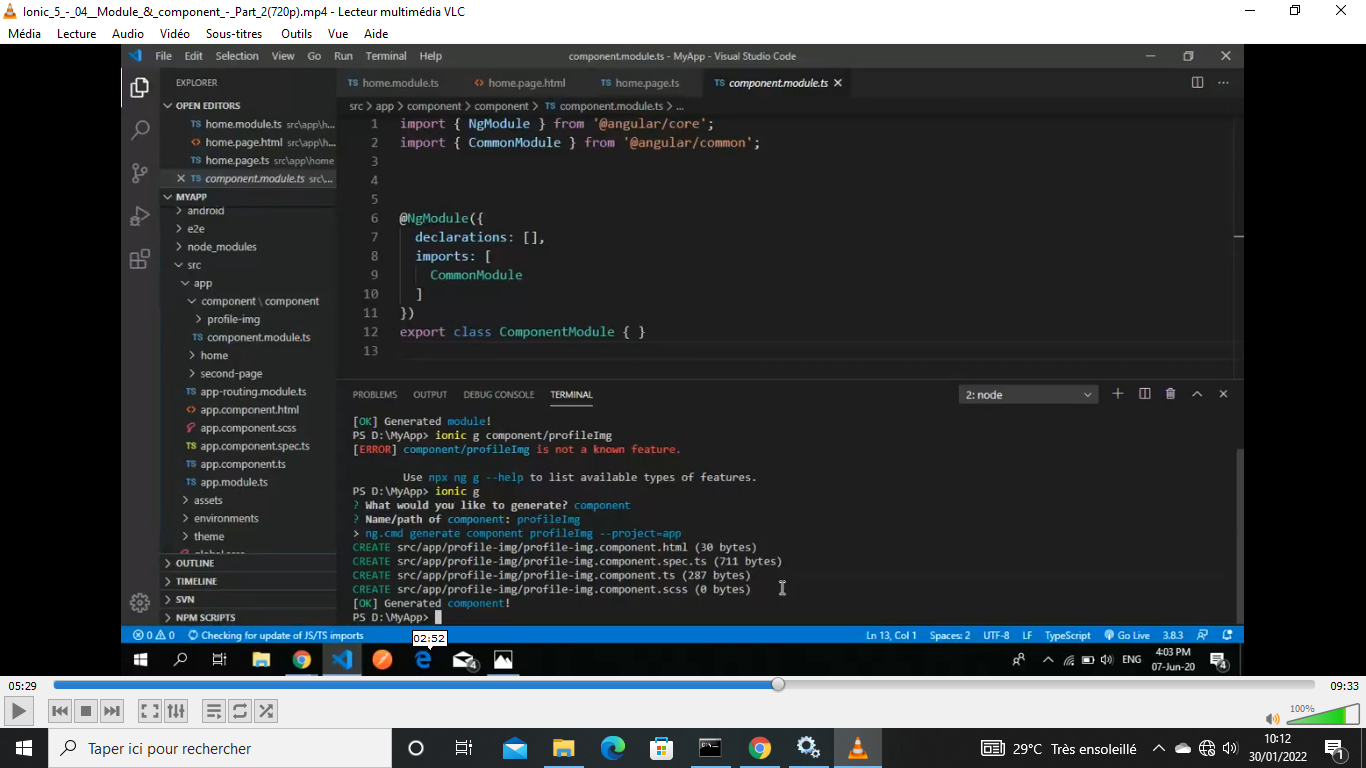 Ionic_5_-_04__Module_&_component_-_Part_2(720p).mp4 - Lecteur multimédia VLC
Média Lecture Audio Vidéo Sous-titres Outils Vue Aide
File Edit Selection View Go Run Terminal Help component.module.ts - MyApp - Visual Studio Code
EXPLORER
TS home.module.ts <> home.page.html TS home.page.ts TS component.module.ts
OPEN EDITORS
TS home.module.ts src\app\h...
<> home.page.html src\app\h...
TS home.page.ts src\app\home
TS component.module.ts src\...
MYAPP
android
e2e
node_modules
src
app
component \ component
profile-img
TS component.module.ts
home
second-page
TS app-routing.module.ts
<> app.component.html
app.component.scss
TS app.component.spec.ts
TS app.component.ts
TS app.module.ts
assets
environments
theme
OUTLINE
TIMELINE
SVN
NPM SCRIPTS
src > app > component > component > TS component.module.ts > ...
1 import { NgModule } from '@angular/core';
2 import { CommonModule } from '@angular/common';
3
4
5
6 @NgModule({
7 declarations: [],
8 imports: [
9 CommonModule
10 ]
11 })
12 export class ComponentModule { }
13
PROBLEMS OUTPUT DEBUG CONSOLE TERMINAL 2: node
[OK] Generated module!
PS D:\MyApp> ionic g component/profileImg
[ERROR] component/profileImg is not a known feature.
Use npx ng g --help to list available types of features.
PS D:\MyApp> ionic g
? What would you like to generate? component
? Name/path of component: profileImg
> ng.cmd generate component profileImg --project=app
CREATE src/app/profile-img/profile-img.component.html (30 bytes)
CREATE src/app/profile-img/profile-img.component.spec.ts (711 bytes)
CREATE src/app/profile-img/profile-img.component.ts (287 bytes)
CREATE src/app/profile-img/profile-img.component.scss (0 bytes)
[OK] Generated component!
PS D:\MyApp>
0 0 Checking for update of JS/TS imports Ln 13, Col 1 Spaces: 2 UTF-8 LF TypeScript Go Live 3.8.3
02:52
4 ENG 4:03 PM
07-Jun-20 4
05:29 09:33
100%
Taper ici pour rechercher 29°C Très ensoleillé 10:12
30/01/2022 1